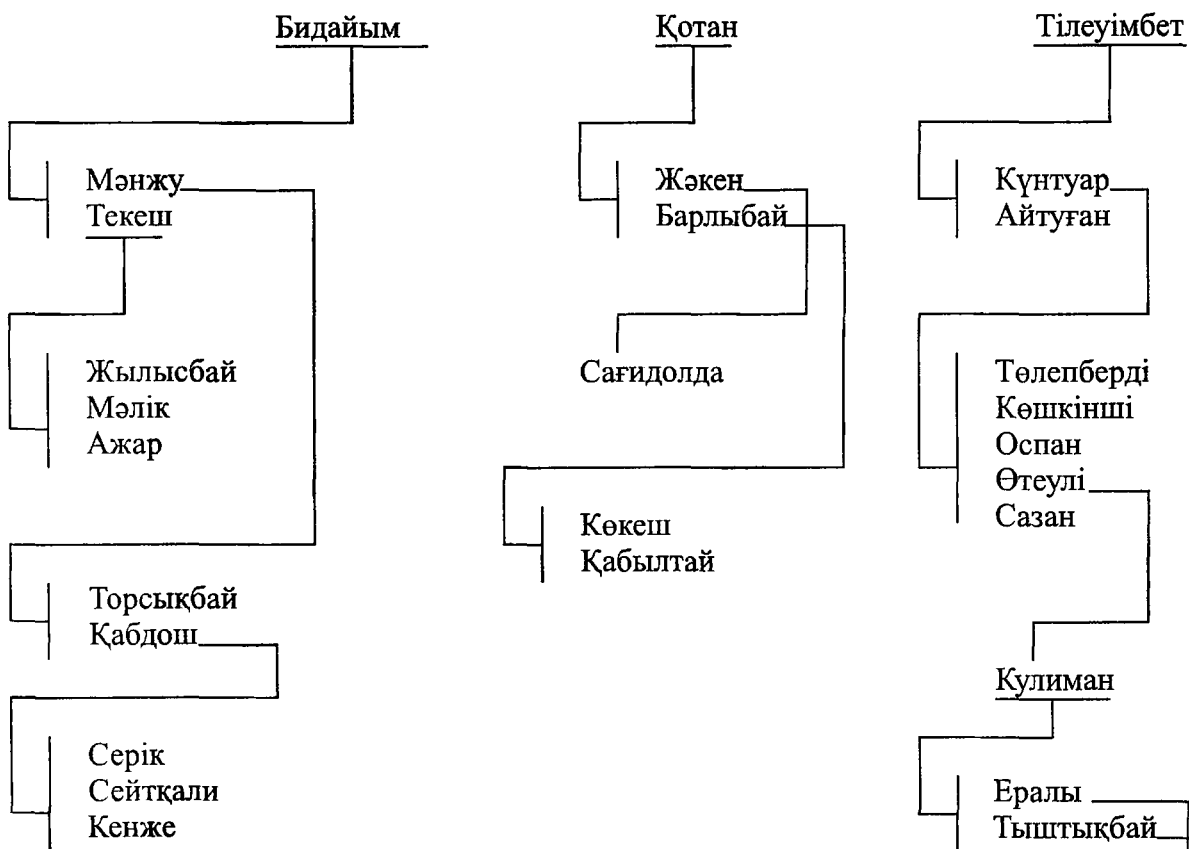 Бидайым
Мәнжу
Текеш
Жылысбай
Мәлік
Ажар
Торсықбай
Қабдош
Серік
Сейтқали
Кенже
Қотан
Жәкен
Барлыбай
Сағидолда
Көкеш
Қабылтай
Тілеуімбет
Күнтуар
Айтуған
Төлепберді
Көшкінші
Оспан
Өтеулі
Сазан
Кулиман
Ералы
Тыштықбай